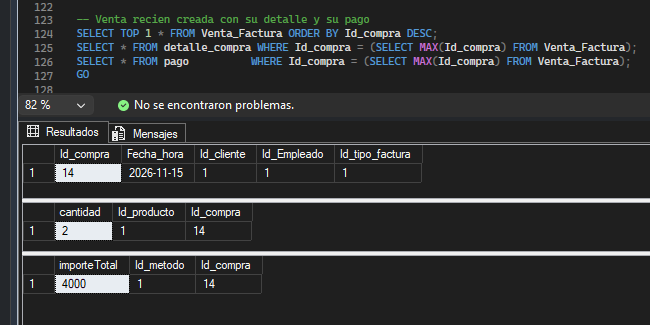 122
123 -- Venta recien creada con su detalle y su pago
124 SELECT TOP 1 * FROM Venta_Factura ORDER BY Id_compra DESC;
125 SELECT * FROM detalle_compra WHERE Id_compra = (SELECT MAX(Id_compra) FROM Venta_Factura);
126 SELECT * FROM pago WHERE Id_compra = (SELECT MAX(Id_compra) FROM Venta_Factura);
127 GO
128
82 % No se encontraron problemas.
Resultados Mensajes
Id_compra Fecha_hora Id_cliente Id_Empleado Id_tipo_factura
1 14 2026-11-15 1 1 1
cantidad Id_producto Id_compra
1 2 1 14
importeTotal Id_metodo Id_compra
1 4000 1 14